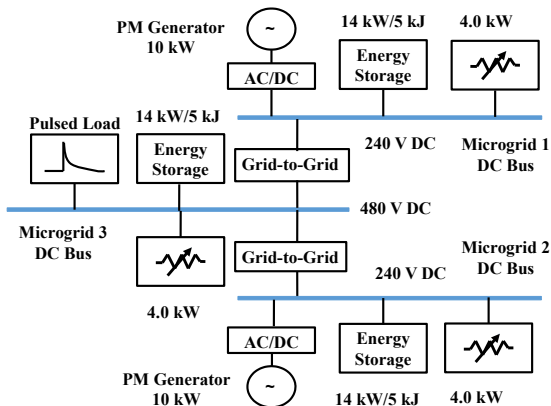 PM Generator
10 kW
~
14 kW/5 kJ
4.0 kW
AC/DC
Energy
Storage
240 V DC
Microgrid 1
DC Bus
Pulsed Load
14 kW/5 kJ
Energy
Storage
Grid-to-Grid
480 V DC
Microgrid 3
DC Bus
4.0 kW
Grid-to-Grid
240 V DC
Microgrid 2
DC Bus
AC/DC
Energy
Storage
PM Generator
10 kW
~
14 kW/5 kJ
4.0 kW